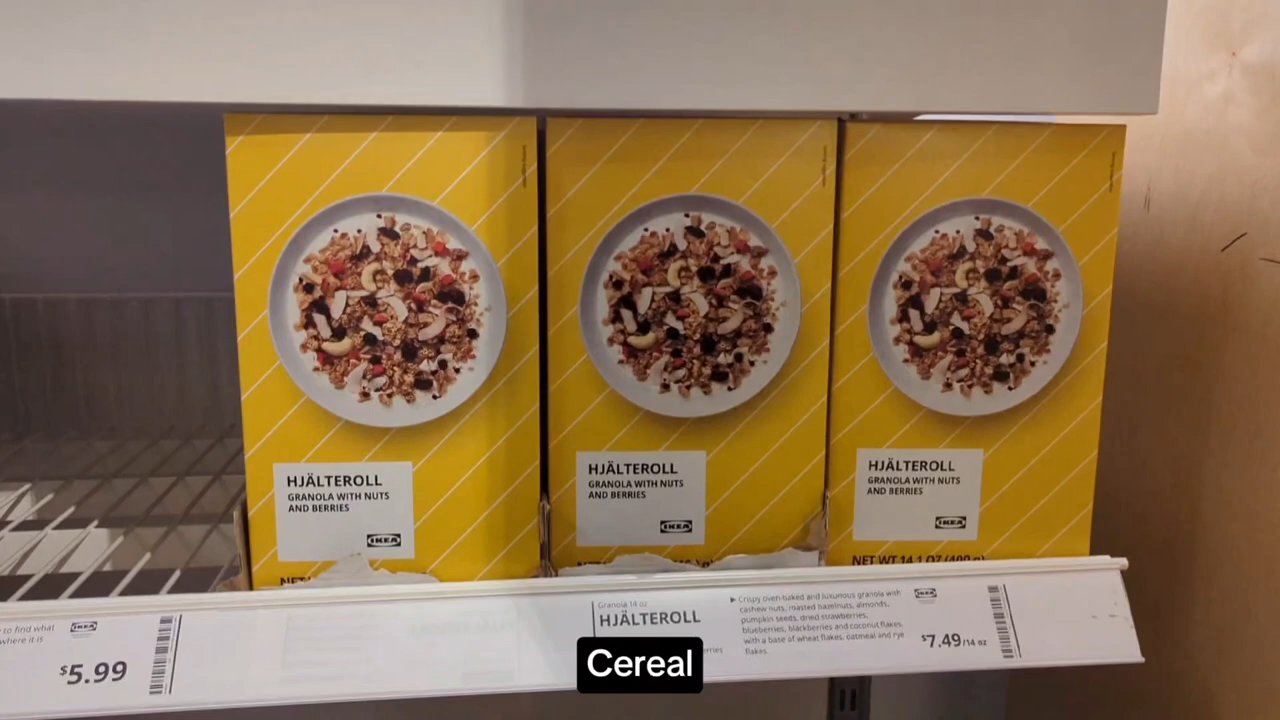 HJÄLTEROLL
GRANOLA WITH NUTS
AND BERRIES
IKEA
HJÄLTEROLL
GRANOLA WITH NUTS
AND BERRIES
IKEA
HJÄLTEROLL
GRANOLA WITH NUTS
AND BERRIES
IKEA
NET WT 14.1 OZ (400 g)
to find what
where it is
IKEA
$5.99
Granola 14 oz
HJÄLTEROLL
berries
▶ Crispy oven-baked and luxurious granola with
cashew nuts, roasted hazelnuts, almonds,
pumpkin seeds, dried strawberries,
blueberries, blackberries and coconut flakes,
with a base of wheat flakes, oatmeal and rye
flakes.
IKEA
$7.49/14 oz
Cereal